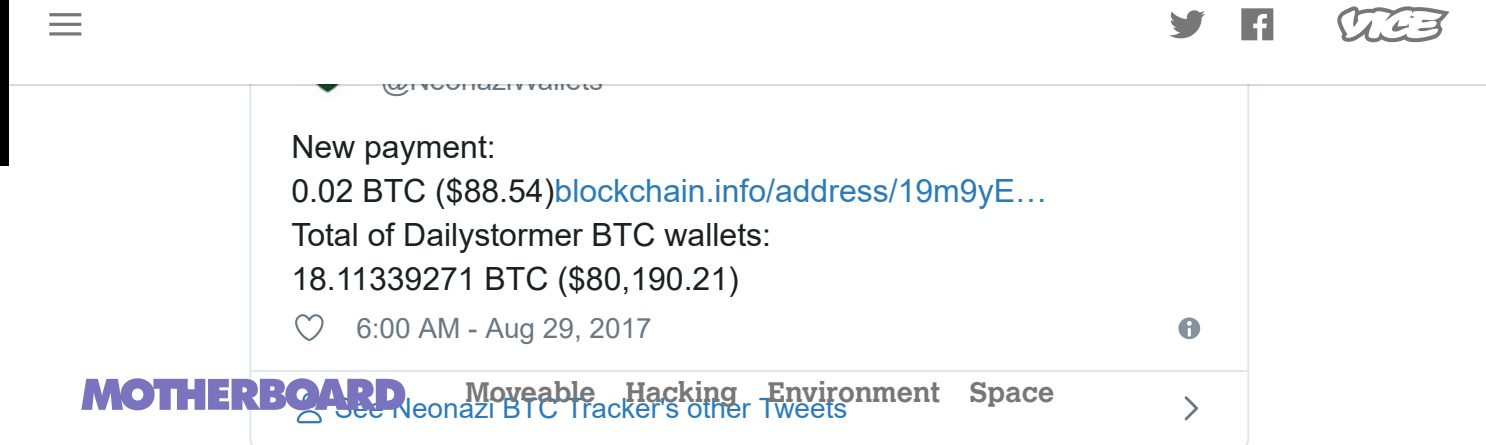 VICE
@NeonaziWallets
New payment:
0.02 BTC ($88.54)blockchain.info/address/19m9yE…
Total of Dailystormer BTC wallets:
18.11339271 BTC ($80,190.21)
6:00 AM - Aug 29, 2017
MOTHERBOARD Moveable Hacking Environment Space
See Neonazi BTC Tracker's other Tweets